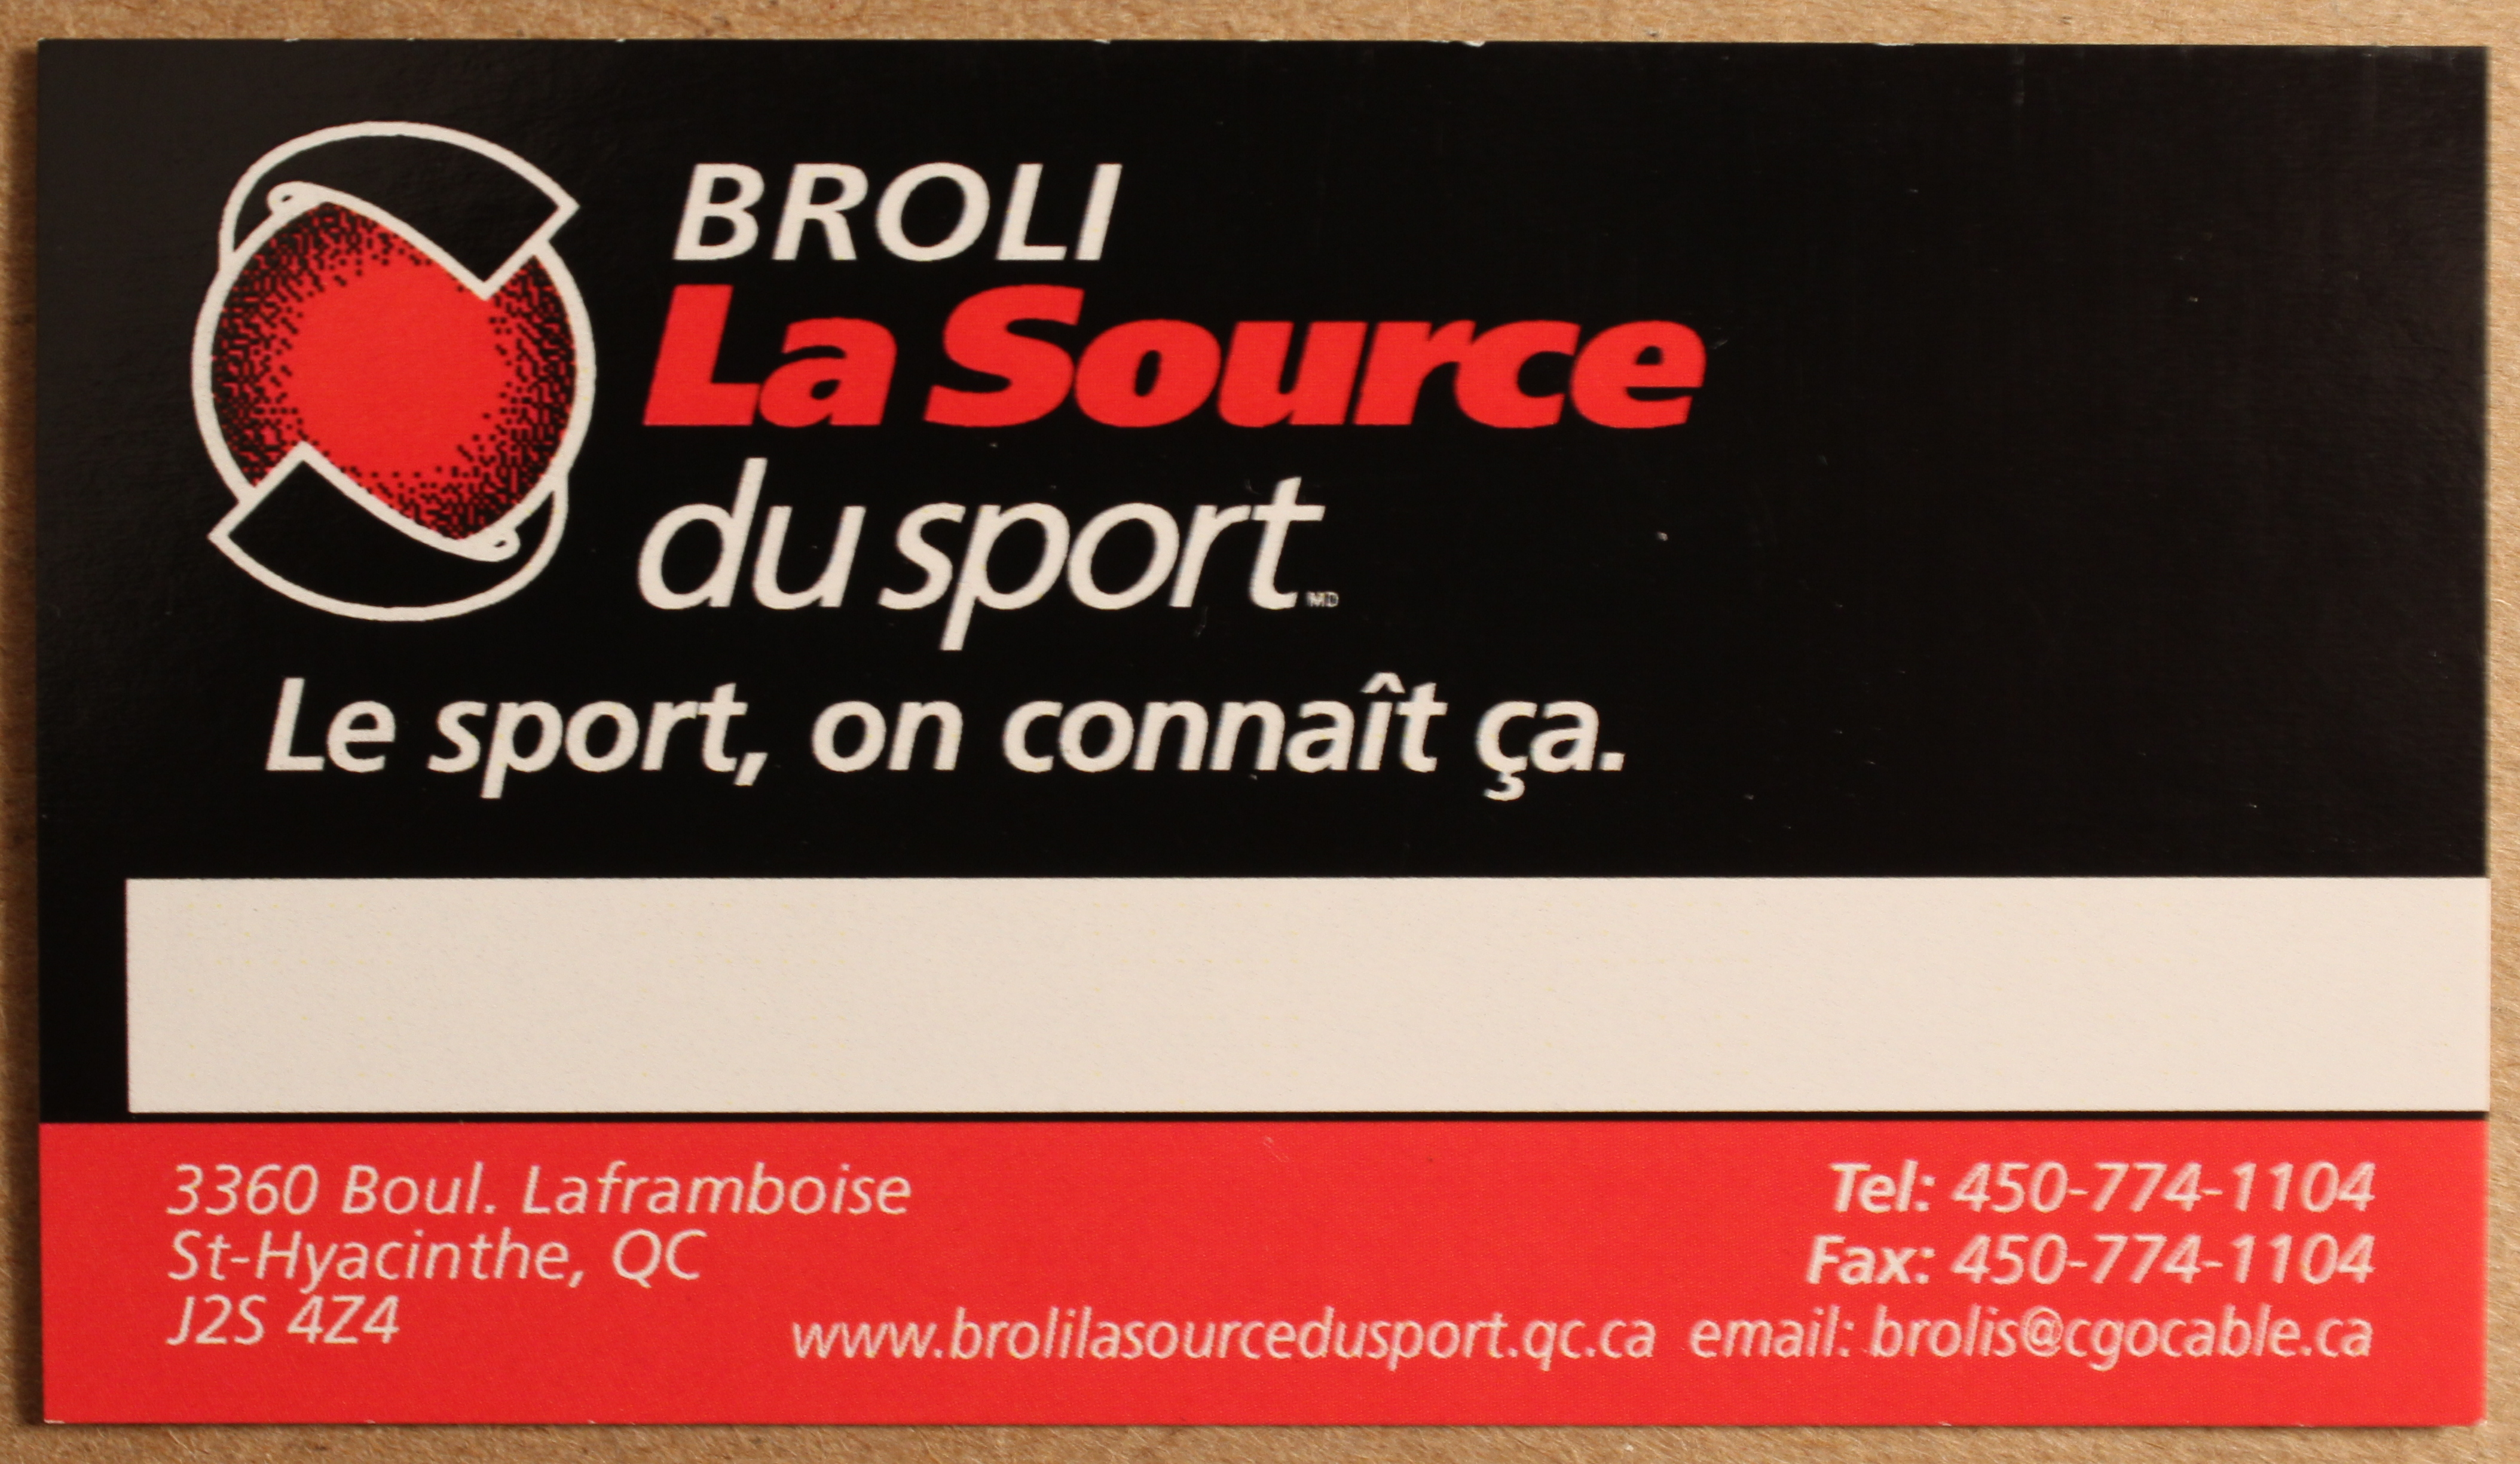 BROLI
La Source
du sport MD
Le sport, on connaît ça.
3360 Boul. Laframboise
St-Hyacinthe, QC
J2S 4Z4
Tel: 450-774-1104
Fax: 450-774-1104
www.brolilasourcedusport.qc.ca email: brolis@cgocable.ca